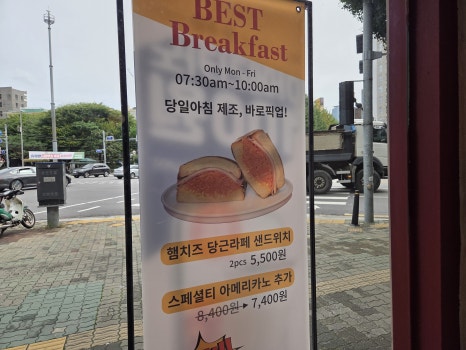 BEST
Breakfast
Only Mon - Fri
07:30am~10:00am
당일아침 제조, 바로픽업!
햄치즈 당근라페 샌드위치
2pcs 5,500원
스페셜티 아메리카노 추가
8,400원 ▸ 7,400원